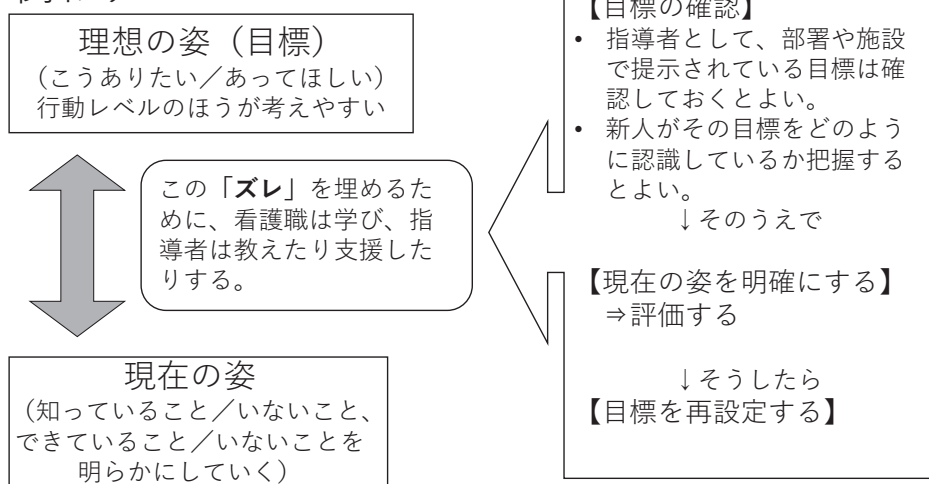 理想の姿（目標）
（こうありたい／あってほしい）
行動レベルのほうが考えやすい
この「ズレ」を埋めるた
めに、看護職は学び、指
導者は教えたり支援した
りする。
現在の姿
（知っていること／いないこと、
できていること／いないことを
明らかにしていく）
【目標の確認】
• 指導者として、部署や施設
で提示されている目標は確
認しておくとよい。
• 新人がその目標をどのよう
に認識しているか把握する
とよい。
↓そのうえで
【現在の姿を明確にする】
⇒評価する
↓そうしたら
【目標を再設定する】